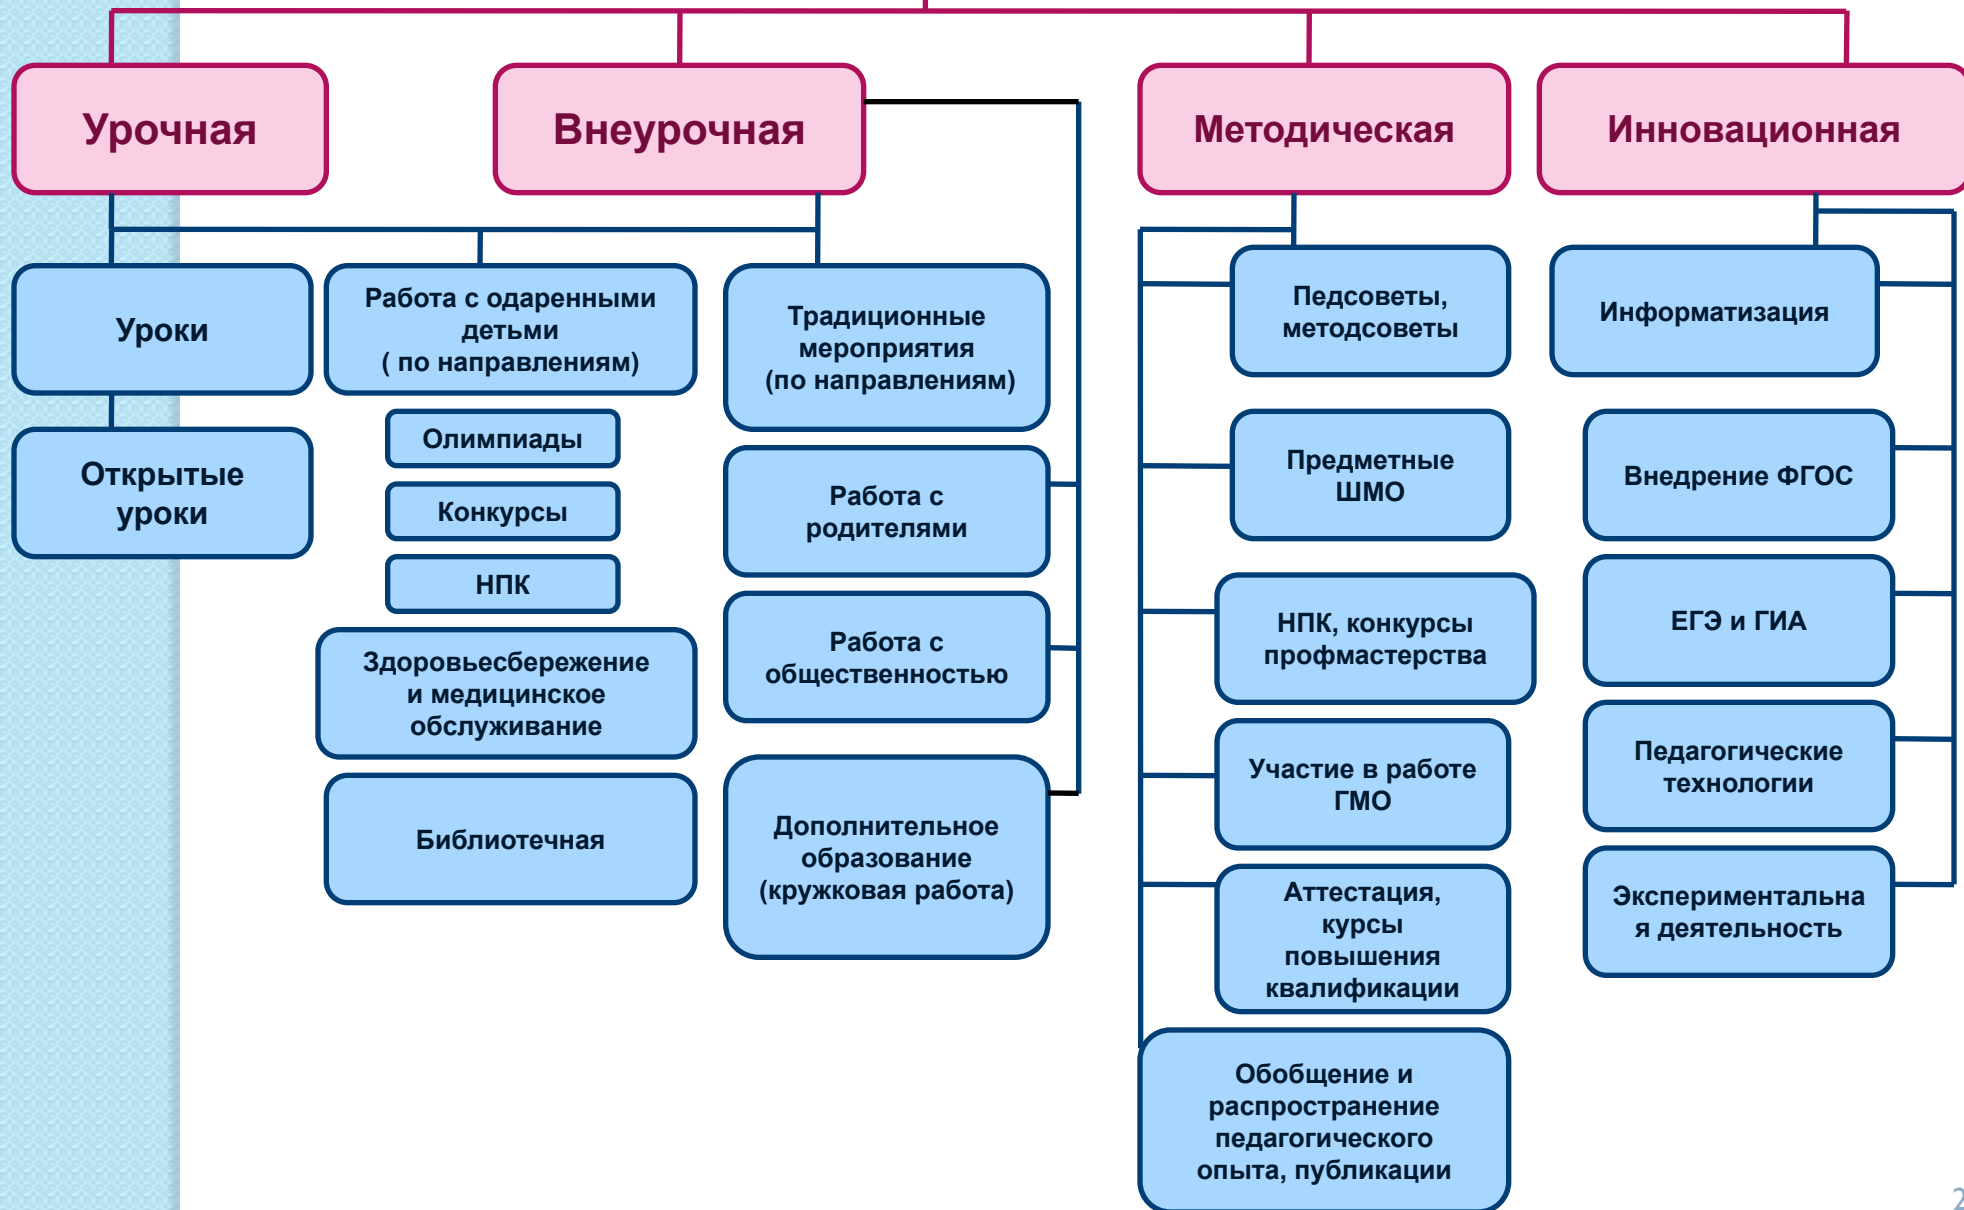 Урочная
Внеурочная
Методическая
Инновационная
Уроки
Открытые
уроки
Работа с одаренными
детьми
( по направлениям)
Олимпиады
Конкурсы
НПК
Здоровьесбережение
и медицинское
обслуживание
Библиотечная
Традиционные
мероприятия
(по направлениям)
Работа с
родителями
Работа с
общественностью
Дополнительное
образование
(кружковая работа)
Педсоветы,
методсоветы
Предметные
ШМО
НПК, конкурсы
профмастерства
Участие в работе
ГМО
Аттестация,
курсы
повышения
квалификации
Обобщение и
распространение
педагогического
опыта, публикации
Информатизация
Внедрение ФГОС
ЕГЭ и ГИА
Педагогические
технологии
Экспериментальна
я деятельность
2